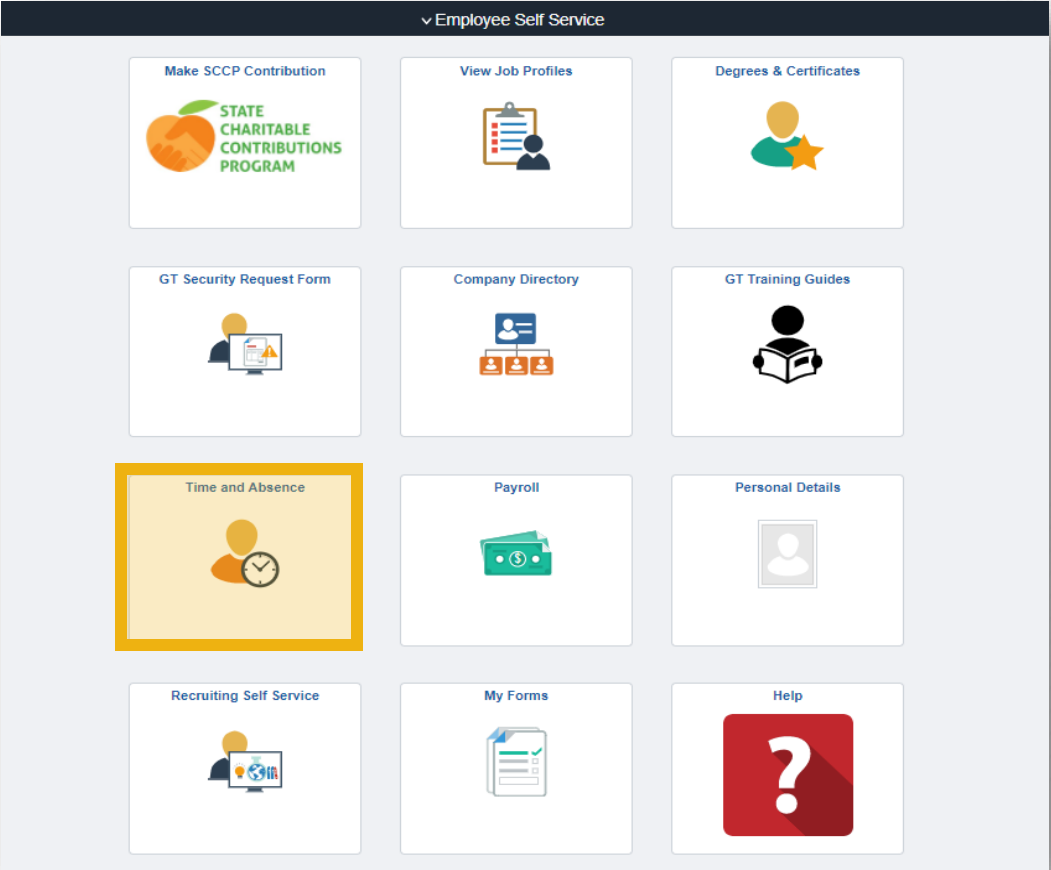 Employee Self Service
Make SCCP Contribution
STATE
CHARITABLE
CONTRIBUTIONS
PROGRAM
View Job Profiles
Degrees & Certificates
GT Security Request Form
Company Directory
GT Training Guides
Time and Absence
Payroll
$
Personal Details
Recruiting Self Service
My Forms
Help
?